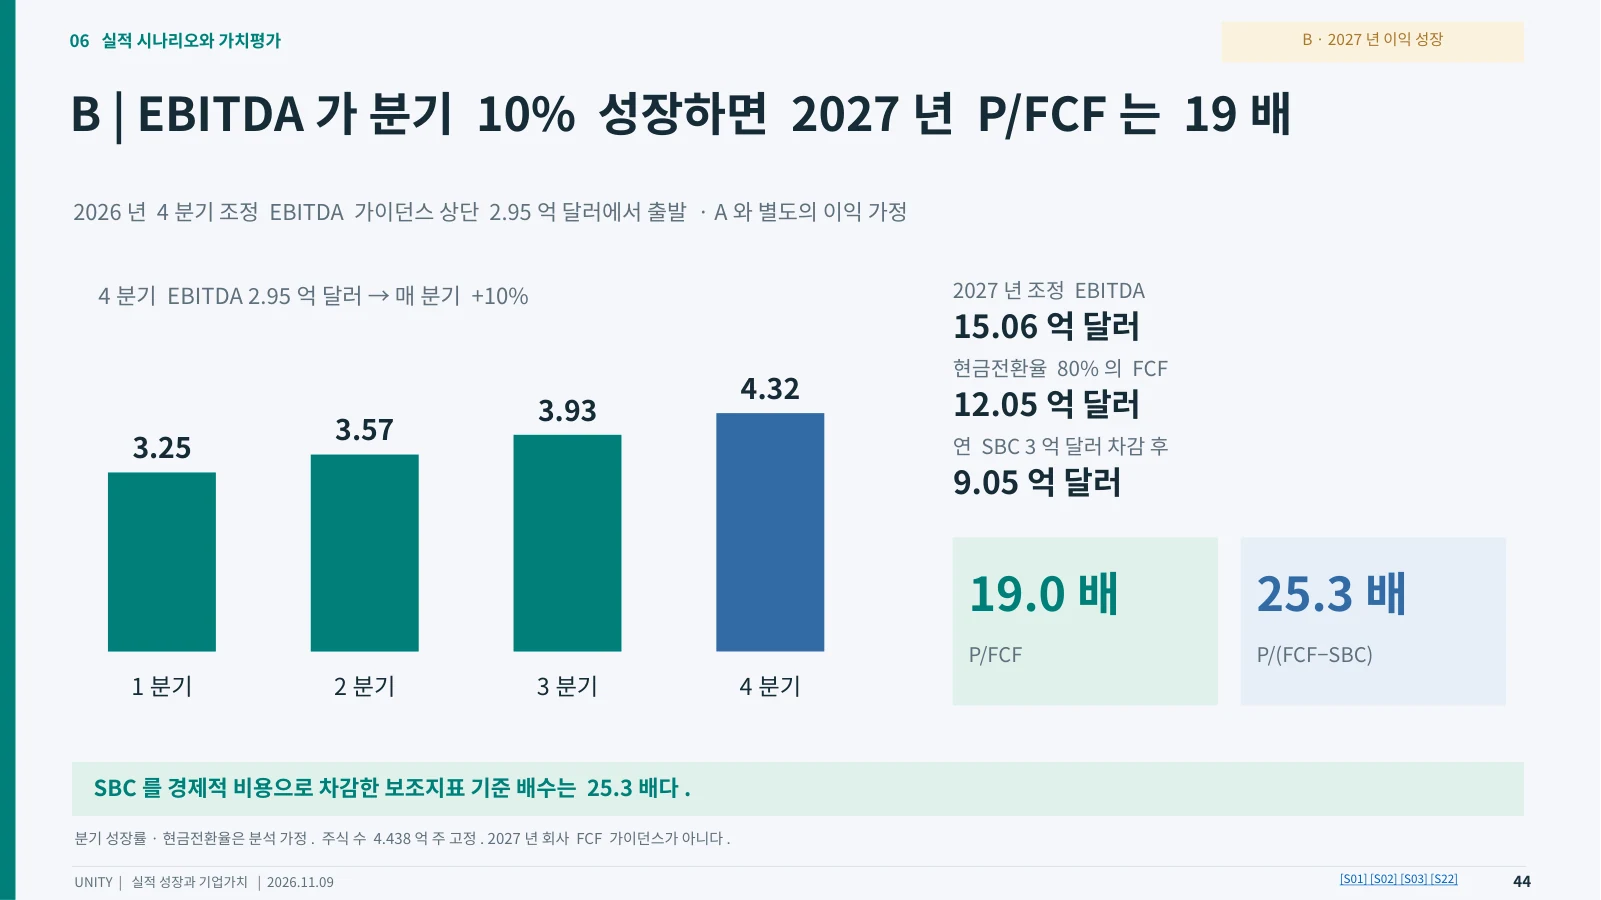 06 실적 시나리오와 가치평가
B · 2027 년 이익 성장
B | EBITDA 가 분기 10% 성장하면 2027 년 P/FCF 는 19 배
2026 년 4 분기 조정 EBITDA 가이던스 상단 2.95 억 달러에서 출발 · A 와 별도의 이익 가정
4 분기 EBITDA 2.95 억 달러 → 매 분기 +10%
3.25
3.57
3.93
4.32
1 분기
2 분기
3 분기
4 분기
2027 년 조정 EBITDA
15.06 억 달러
현금전환율 80% 의 FCF
12.05 억 달러
연 SBC 3 억 달러 차감 후
9.05 억 달러
19.0 배
P/FCF
25.3 배
P/(FCF−SBC)
SBC 를 경제적 비용으로 차감한 보조지표 기준 배수는 25.3 배다 .
분기 성장률 · 현금전환율은 분석 가정 . 주식 수 4.438 억 주 고정 . 2027 년 회사 FCF 가이던스가 아니다 .
UNITY | 실적 성장과 기업가치 | 2026.11.09
[S01] [S02] [S03] [S22]
44